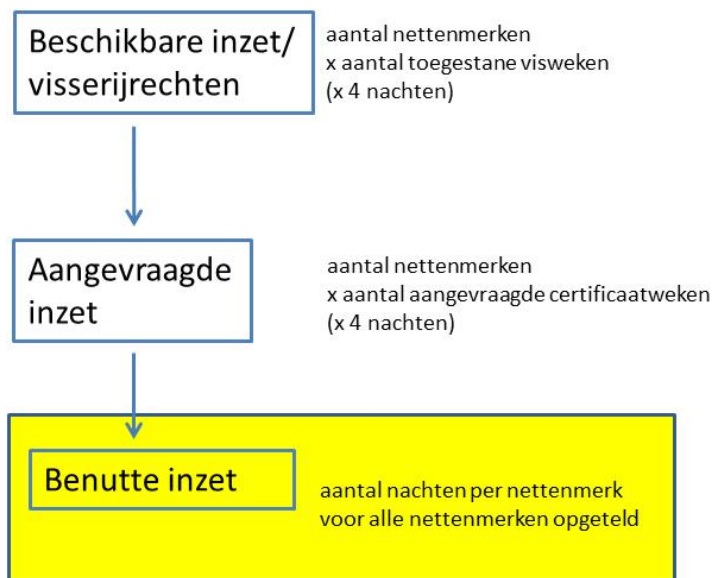 Beschikbare inzet/
visserijrechten
aantal nettenmerken
x aantal toegestane visweken
(x 4 nachten)
Aangevraagde
inzet
aantal nettenmerken
x aantal aangevraagde certificaatweken
(x 4 nachten)
Benutte inzet
aantal nachten per nettenmerk
voor alle nettenmerken opgeteld